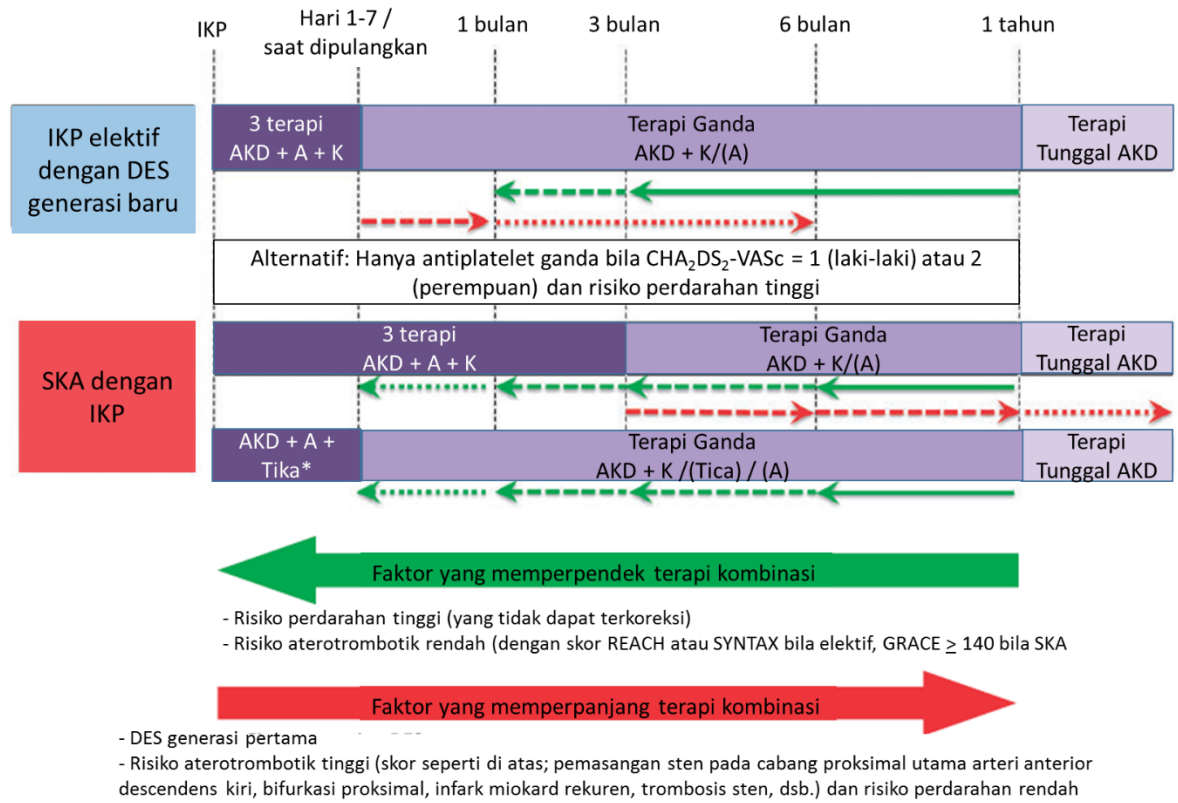 IKP
Hari 1-7 /
saat dipulangkan
1 bulan
3 bulan
6 bulan
1 tahun
IKP elektif
dengan DES
generasi baru
3 terapi
AKD + A + K
Terapi Ganda
AKD + K/(A)
Terapi
Tunggal AKD
Alternatif: Hanya antiplatelet ganda bila CHA₂DS₂-VASc = 1 (laki-laki) atau 2
(perempuan) dan risiko perdarahan tinggi
SKA dengan
IKP
3 terapi
AKD + A + K
Terapi Ganda
AKD + K/(A)
Terapi
Tunggal AKD
AKD + A +
Tika*
Terapi Ganda
AKD + K /(Tica) / (A)
Terapi
Tunggal AKD
Faktor yang memperpendek terapi kombinasi
- Risiko perdarahan tinggi (yang tidak dapat terkoreksi)
- Risiko aterotrombotik rendah (dengan skor REACH atau SYNTAX bila elektif, GRACE ≥ 140 bila SKA
Faktor yang memperpanjang terapi kombinasi
- DES generasi pertama
- Risiko aterotrombotik tinggi (skor seperti di atas; pemasangan sten pada cabang proksimal utama arteri anterior
descendens kiri, bifurkasi proksimal, infark miokard rekuren, trombosis sten, dsb.) dan risiko perdarahan rendah